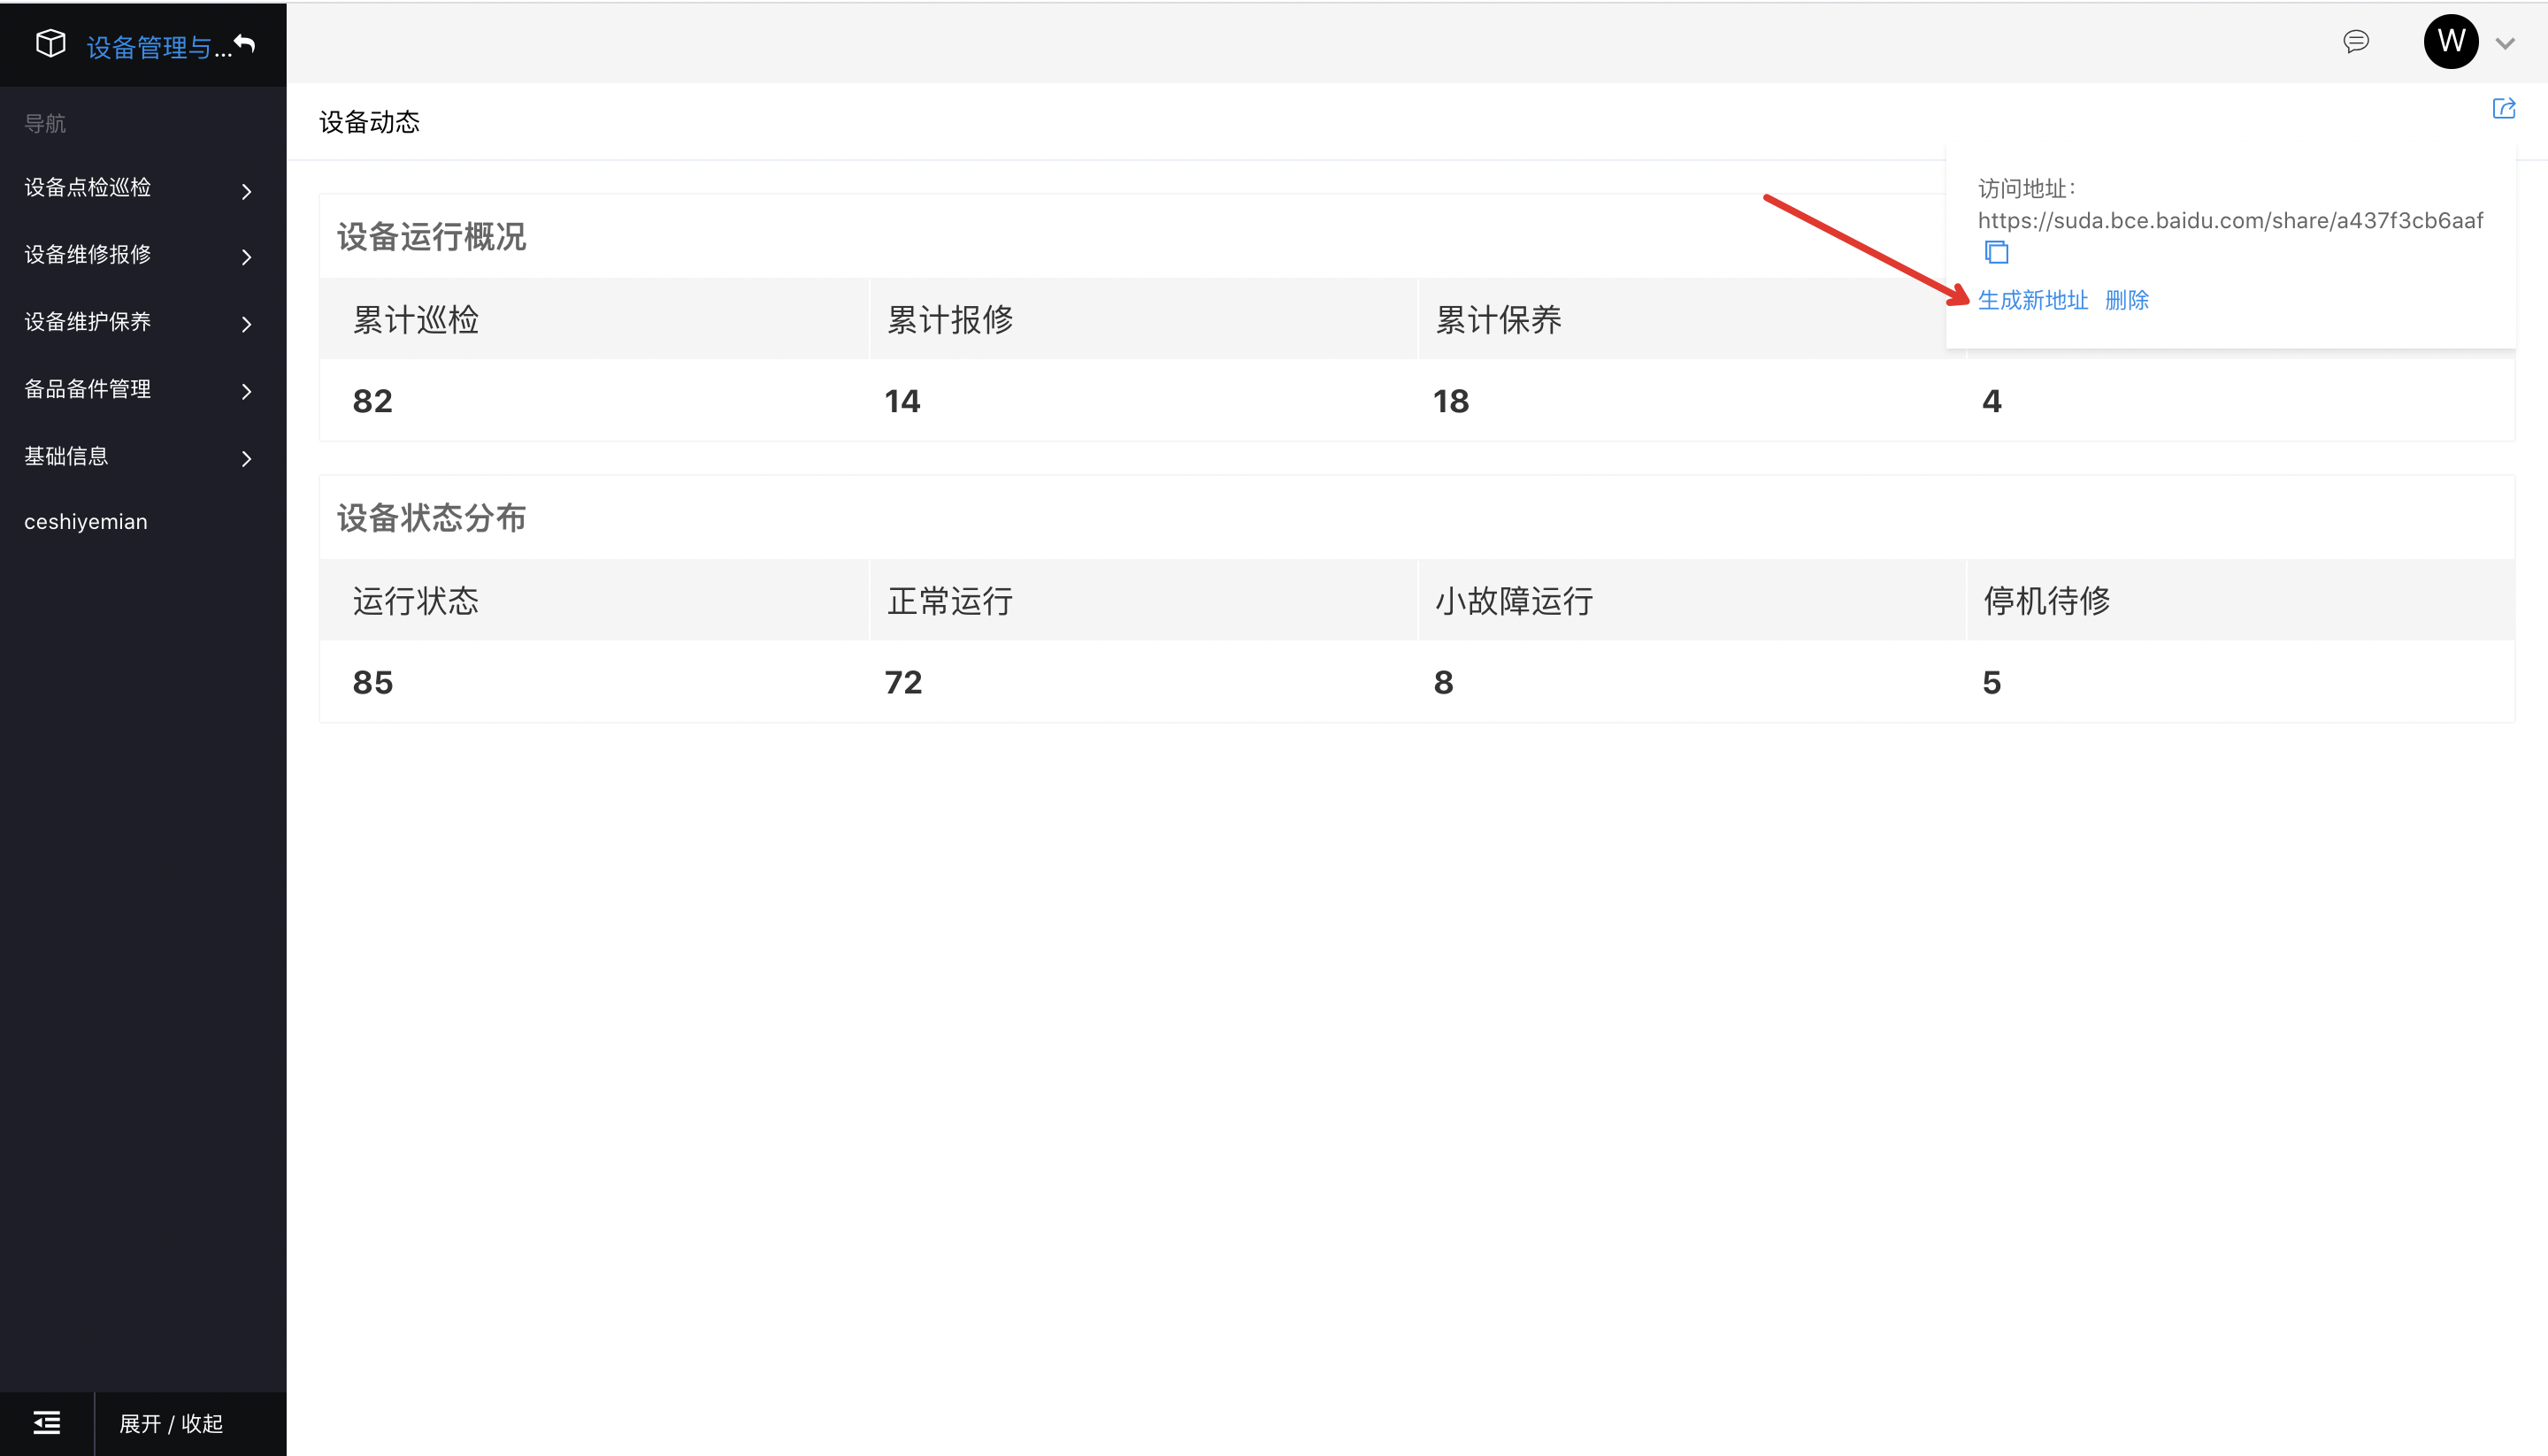 设备管理与...
W
导航
设备点检巡检
设备维修报修
设备维护保养
备品备件管理
基础信息
ceshiyemian
展开 / 收起
设备动态
访问地址：
https://suda.bce.baidu.com/share/a437f3cb6aaf
生成新地址 删除
设备运行概况
累计巡检 累计报修 累计保养
82 14 18 4
设备状态分布
运行状态 正常运行 小故障运行 停机待修
85 72 8 5